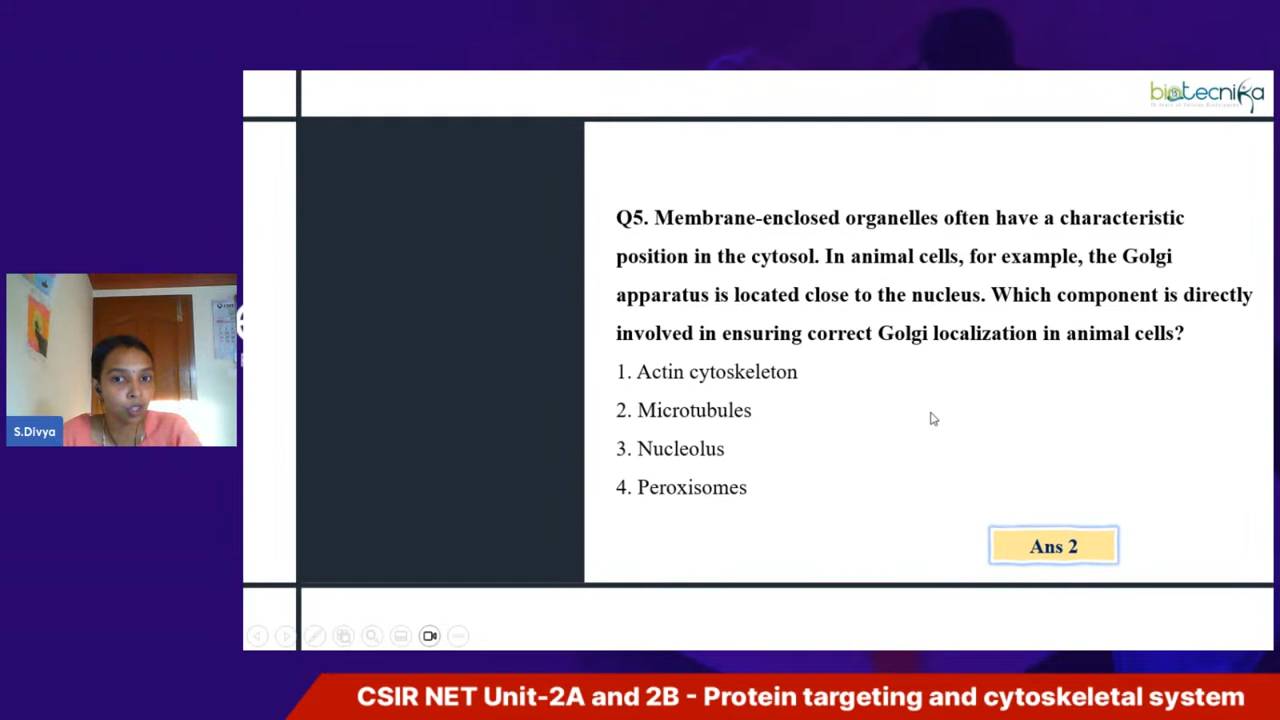 biotecnika
Q5. Membrane-enclosed organelles often have a characteristic
position in the cytosol. In animal cells, for example, the Golgi
apparatus is located close to the nucleus. Which component is directly
involved in ensuring correct Golgi localization in animal cells?
1. Actin cytoskeleton
2. Microtubules
3. Nucleolus
4. Peroxisomes
Ans 2
S.Divya
CSIR NET Unit-2A and 2B - Protein targeting and cytoskeletal system